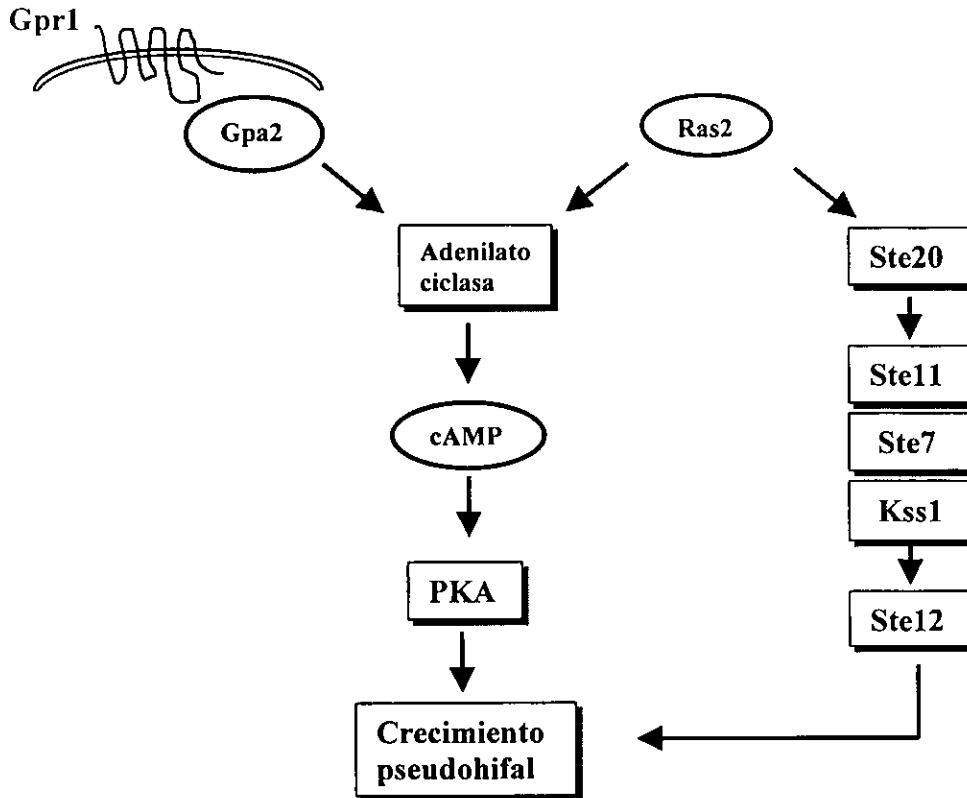 Gpr1
Gpa2
Ras2
Adenilato
ciclasa
Ste20
Ste11
cAMP
Ste7
Kss1
PKA
Ste12
Crecimiento
pseudohifal